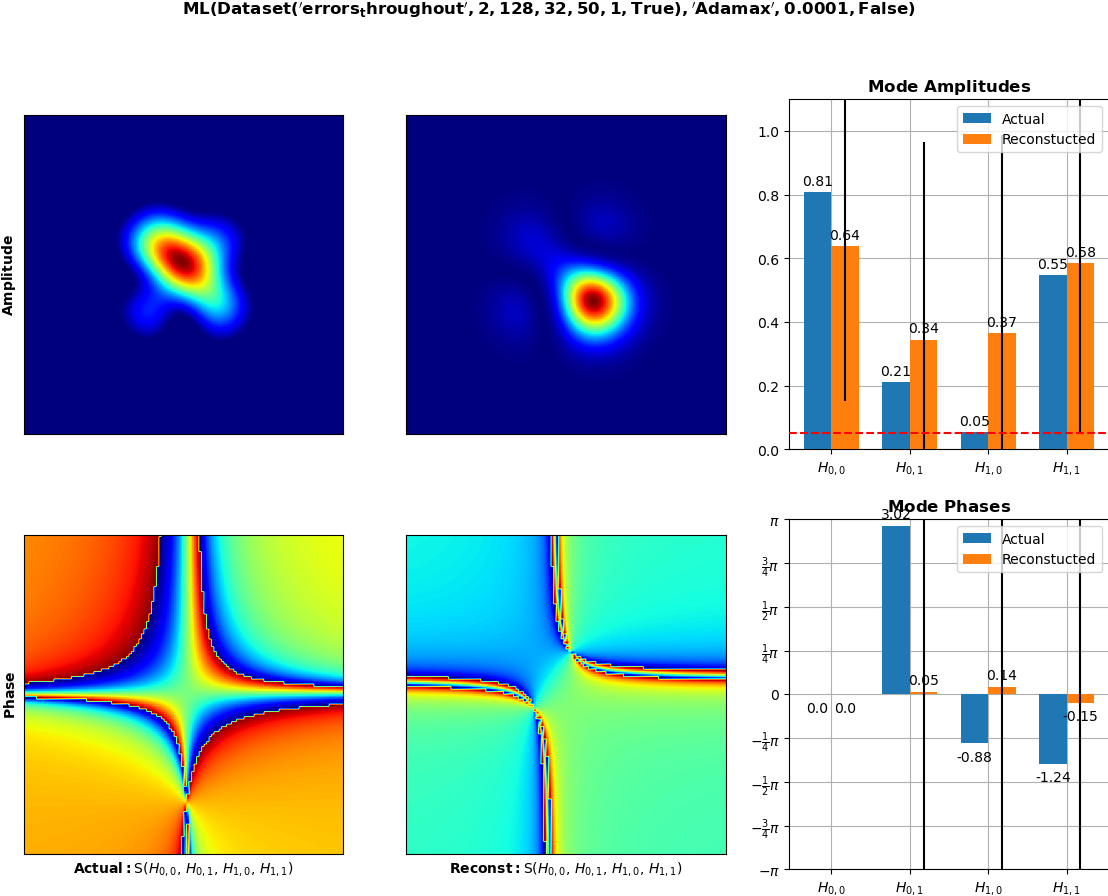 ML(Dataset('errors_throughout', 2, 128, 32, 50, 1, True), 'Adamax', 0.0001, False)
Amplitude
Mode Amplitudes
Actual
Reconstucted
1.0
0.8
0.6
0.4
0.2
0.0
0.81
0.64
0.21
0.34
0.05
0.37
0.55
0.58
H0,0
H0,1
H1,0
H1,1
Phase
Actual: S(H0,0, H0,1, H1,0, H1,1)
Reconst: S(H0,0, H0,1, H1,0, H1,1)
Mode Phases
Actual
Reconstucted
π
3/4π
1/2π
1/4π
0
−1/4π
−1/2π
−3/4π
−π
0.0
0.0
3.02
0.05
-0.88
0.14
-1.24
-0.15
H0,0
H0,1
H1,0
H1,1